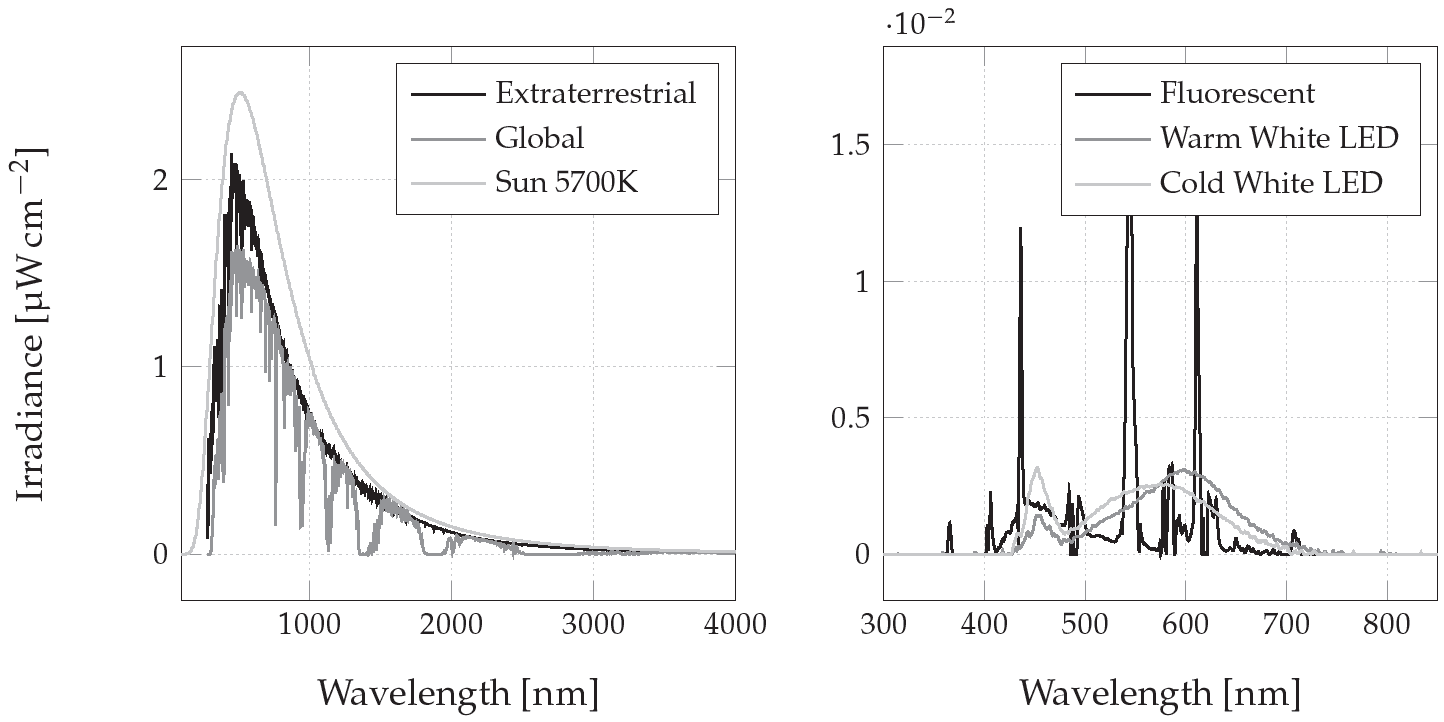 Irradiance [µW cm−2]
2
1
0
Extraterrestrial
Global
Sun 5700K
1000 2000 3000 4000
Wavelength [nm]
·10−2
1.5
1
0.5
0
Fluorescent
Warm White LED
Cold White LED
300 400 500 600 700 800
Wavelength [nm]